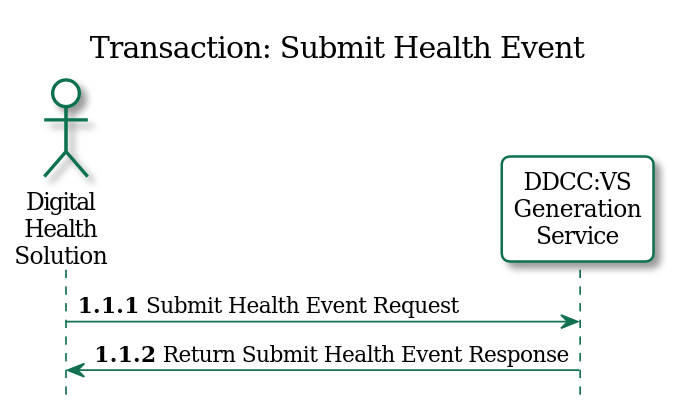 Transaction: Submit Health Event
Digital
Health
Solution
DDCC:VS
Generation
Service
1.1.1 Submit Health Event Request
1.1.2 Return Submit Health Event Response